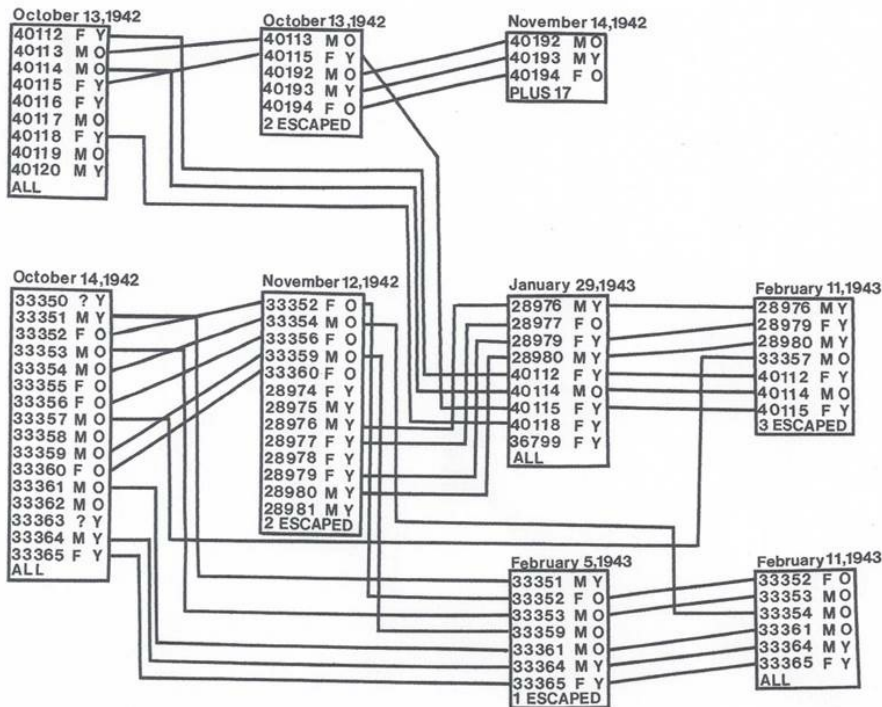 October 13,1942
40112 F Y
40113 M O
40114 M O
40115 F Y
40116 F Y
40117 M O
40118 F Y
40119 M O
40120 M Y
ALL
October 13,1942
40113 M O
40115 F Y
40192 M O
40193 M Y
40194 F O
2 ESCAPED
November 14,1942
40192 M O
40193 M Y
40194 F O
PLUS 17
October 14,1942
33350 ? Y
33351 M Y
33352 F O
33353 M O
33354 M O
33355 F O
33356 F O
33357 M O
33358 M O
33359 M O
33360 F O
33361 M O
33362 M O
33363 ? Y
33364 M Y
33365 F Y
ALL
November 12,1942
33352 F O
33354 M O
33356 F O
33359 M O
33360 F O
28974 F Y
28975 M Y
28976 M Y
28977 F Y
28978 F Y
28979 F Y
28980 M Y
28981 M Y
2 ESCAPED
January 29,1943
28976 M Y
28977 F O
28979 F Y
28980 M Y
40112 F Y
40114 M O
40115 F Y
40118 F Y
36799 F Y
ALL
February 11,1943
28976 M Y
28979 F Y
28980 M Y
33357 M O
40112 F Y
40114 M O
40115 F Y
3 ESCAPED
February 5,1943
33351 M Y
33352 F O
33353 M O
33359 M O
33361 M O
33364 M Y
33365 F Y
1 ESCAPED
February 11,1943
33352 F O
33353 M O
33354 M O
33361 M O
33364 M Y
33365 F Y
ALL